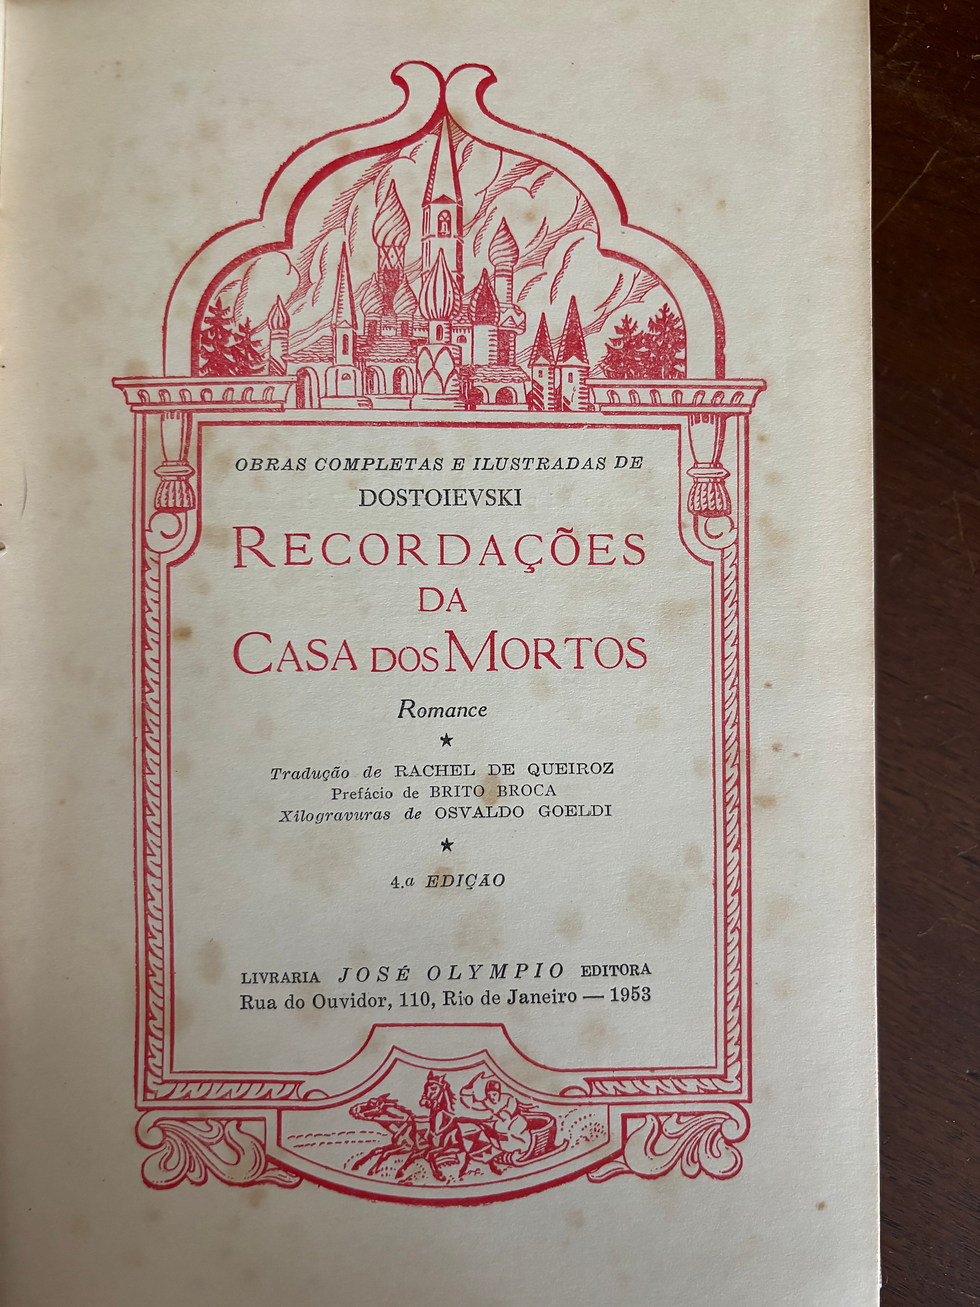 OBRAS COMPLETAS E ILUSTRADAS DE
DOSTOIEVSKI
RECORDAÇÕES
DA
CASA DOS MORTOS
Romance
★
Tradução de RACHEL DE QUEIROZ
Prefácio de BRITO BROCA
Xilogravuras de OSVALDO GOELDI
★
4.a EDIÇÃO
LIVRARIA JOSÉ OLYMPIO EDITORA
Rua do Ouvidor, 110, Rio de Janeiro — 1953